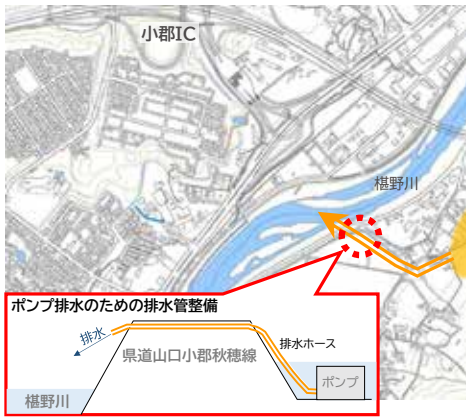 小郡IC
椹野川
ポンプ排水のための排水管整備
排水
県道山口小郡秋穂線
排水ホース
ポンプ
椹野川